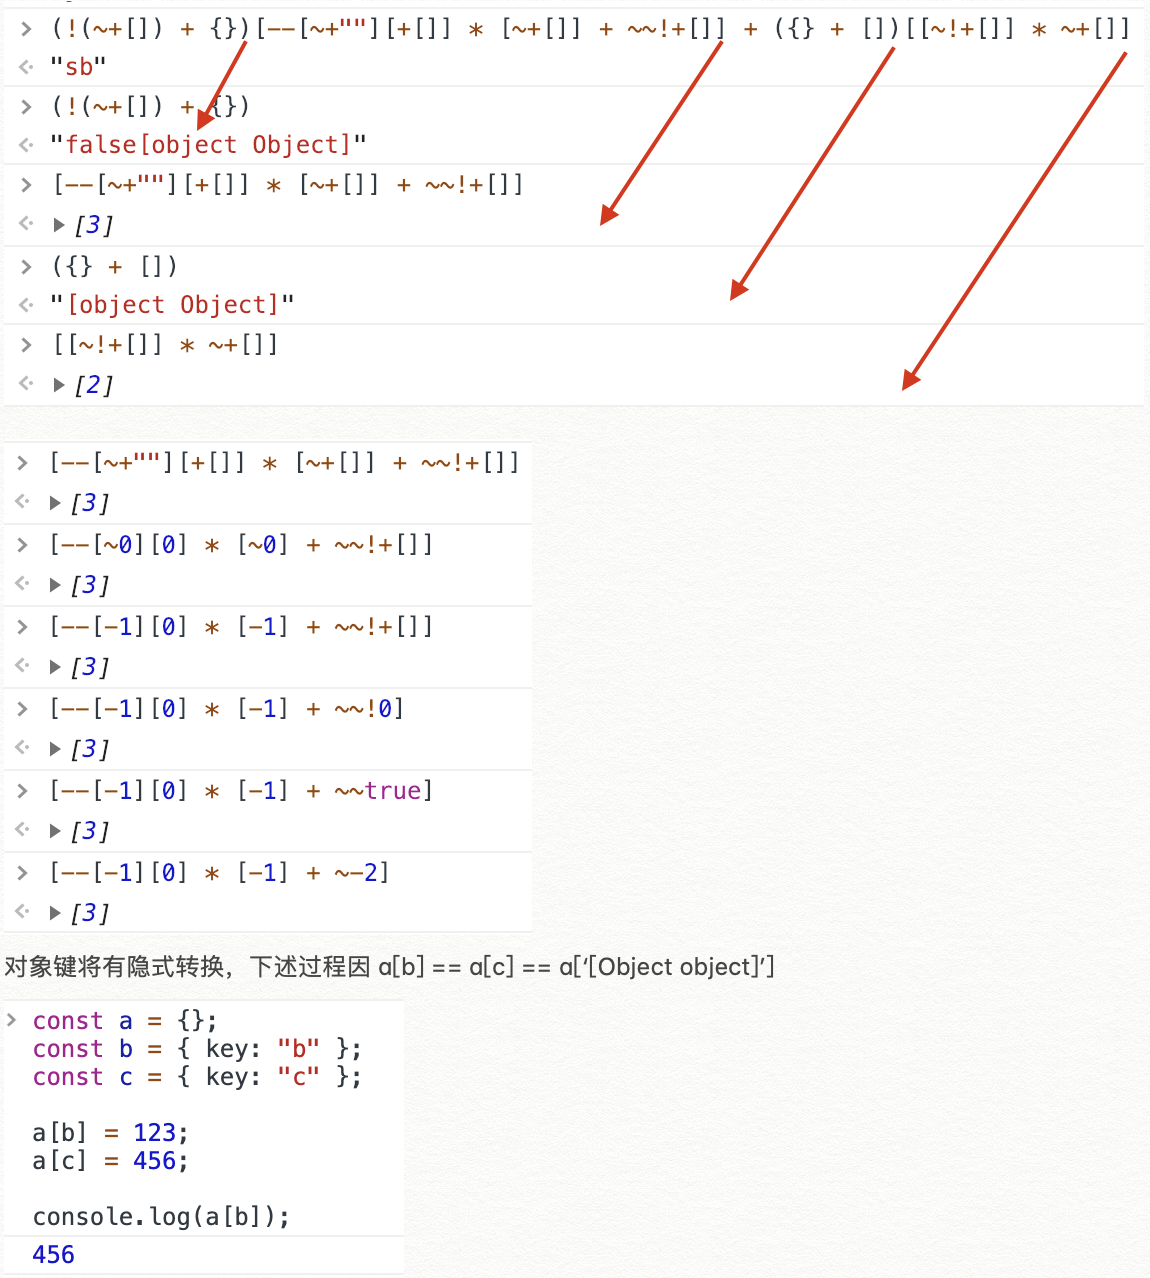 > (!(~+[]) + {})[--[~+""][+[]] * [~+[]] + ~~!+[]] + ({} + [])[[~!+[]] * ~+[]]
"sb"
> (!(~+[]) + {})
"false[object Object]"
> [--[~+""][+[]] * [~+[]] + ~~!+[]]
▶ [3]
> ({} + [])
"[object Object]"
> [[~!+[]] * ~+[]]
▶ [2]
> [--[~+""][+[]] * [~+[]] + ~~!+[]]
▶ [3]
> [--[~0][0] * [~0] + ~~!+[]]
▶ [3]
> [--[-1][0] * [-1] + ~~!+[]]
▶ [3]
> [--[-1][0] * [-1] + ~~!0]
▶ [3]
> [--[-1][0] * [-1] + ~~true]
▶ [3]
> [--[-1][0] * [-1] + ~-2]
▶ [3]
对象键将有隐式转换，下述过程因 a[b] == a[c] == a[‘[Object object]’]
> const a = {};
const b = { key: "b" };
const c = { key: "c" };
a[b] = 123;
a[c] = 456;
console.log(a[b]);
456